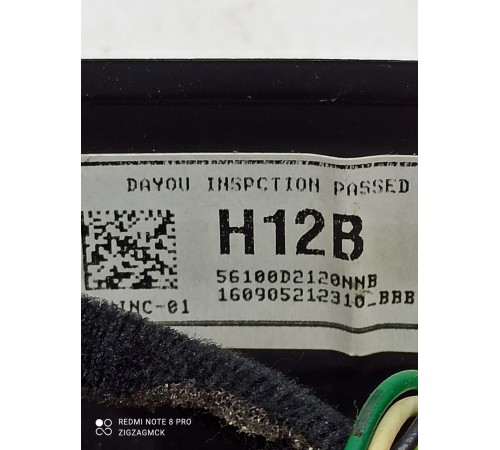 DAYOU INSPCTION PASSED
H12B
56100D2120NNB
160905212310_BBB
INC-01
REDMI NOTE 8 PRO
ZIGZAGMCK